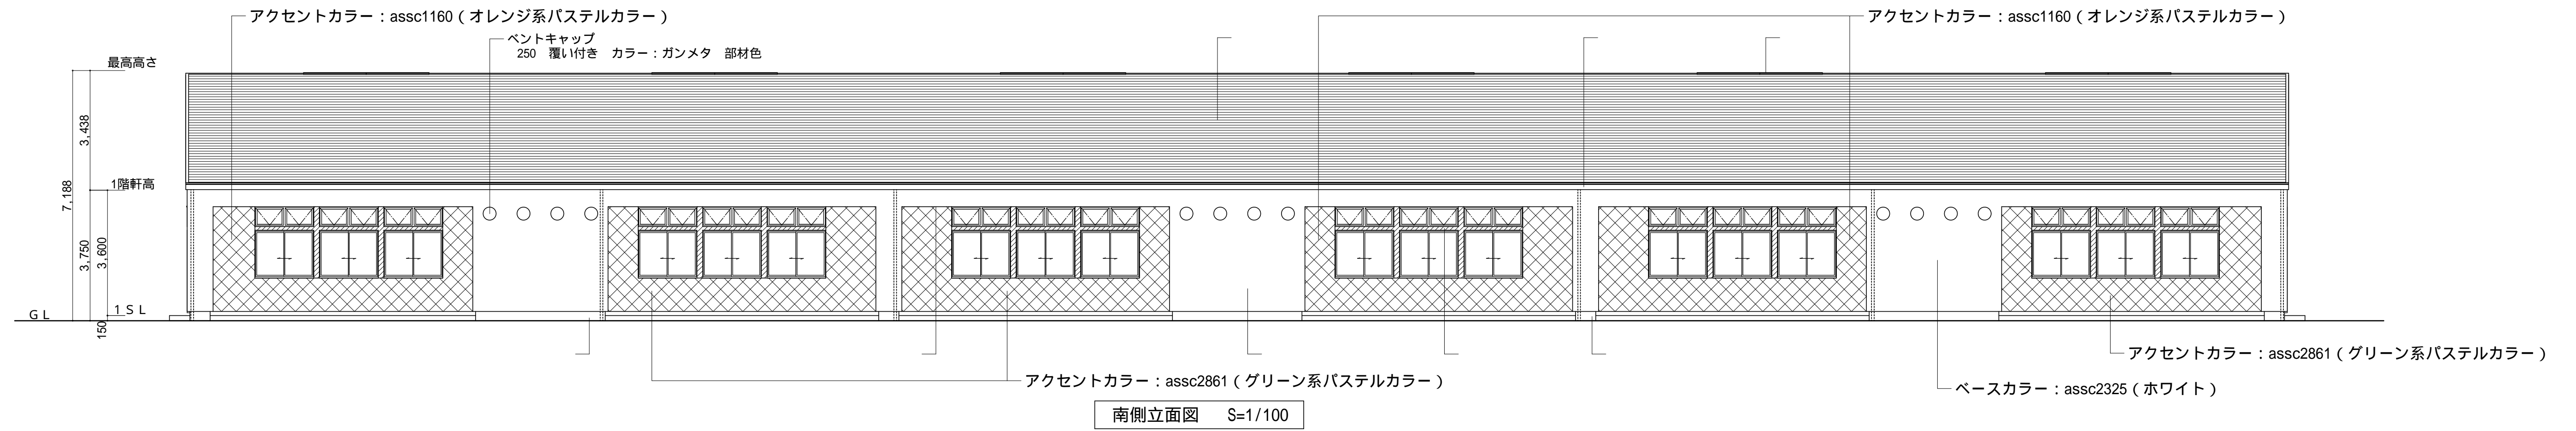 アクセントカラー：assc1160（オレンジ系パステルカラー）
アクセントカラー：assc1160（オレンジ系パステルカラー）
ベントキャップ
250　覆い付き　カラー：ガンメタ　部材色
最高高さ
3,438
7,188
1階軒高
3,750
3,600
ＧＬ
１ＳＬ
150
アクセントカラー：assc2861（グリーン系パステルカラー）
アクセントカラー：assc2861（グリーン系パステルカラー）
ベースカラー：assc2325（ホワイト）
南側立面図　S=1/100